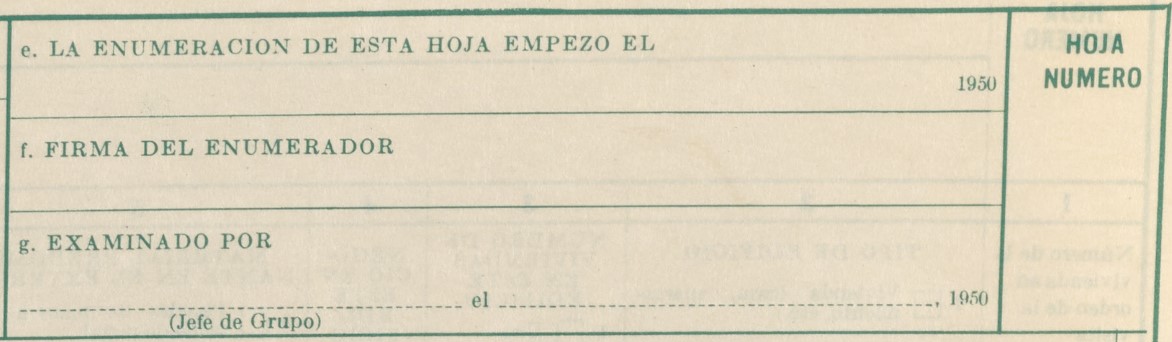 e. LA ENUMERACION DE ESTA HOJA EMPEZO EL
1950
HOJA
NUMERO
f. FIRMA DEL ENUMERADOR
g. EXAMINADO POR
el , 1950
(Jefe de Grupo)